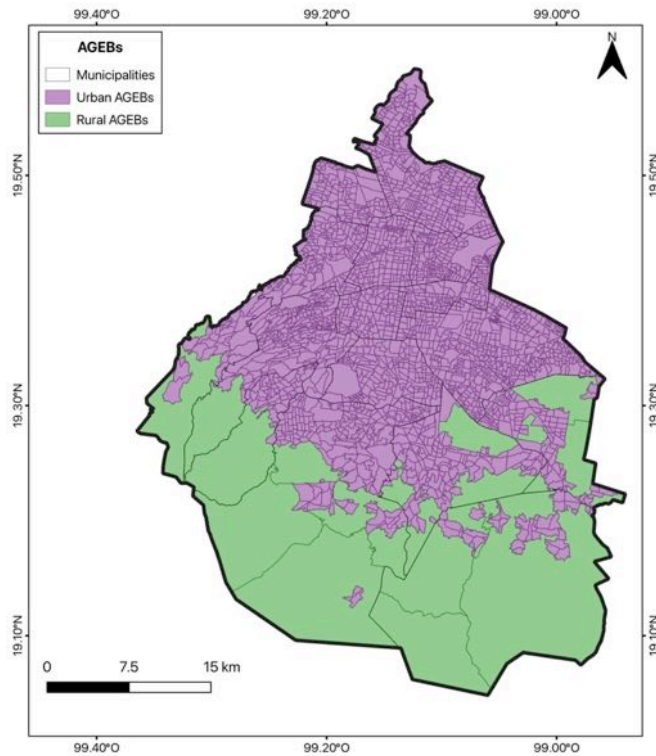 99.40°O 99.20°O 99.00°O
AGEBs
Municipalities
Urban AGEBs
Rural AGEBs
N
19.50°N 19.50°N
19.30°N 19.30°N
19.10°N 19.10°N
0 7.5 15 km
99.40°O 99.20°O 99.00°O